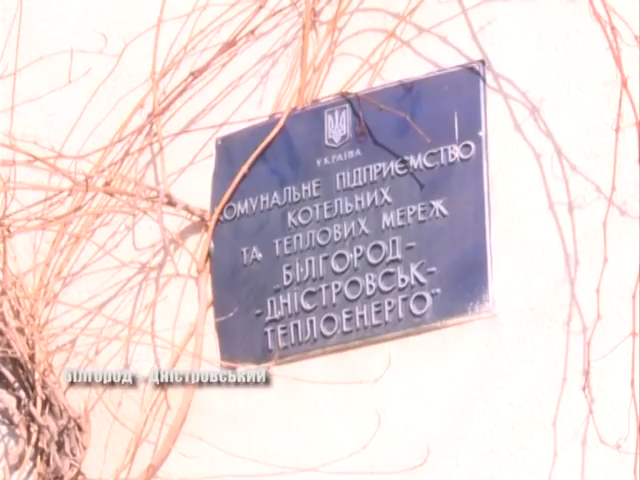 УКРАЇНА
КОМУНАЛЬНЕ ПІДПРИЄМСТВО
КОТЕЛЬНИХ
ТА ТЕПЛОВИХ МЕРЕЖ
„БІЛГОРОД-
-ДНІСТРОВСЬК-
ТЕПЛОЕНЕРГО"
Білгород - Дністровський